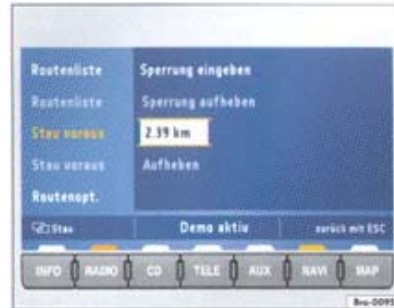 Routenliste Sperrung eingeben
Routenliste Sperrung aufheben
Stau voraus 2.39 km
Stau voraus Aufheben
Routenopt.
Stau Demo aktiv zurück mit ESC
INFO RADIO CD TELE AUX NAVI MAP